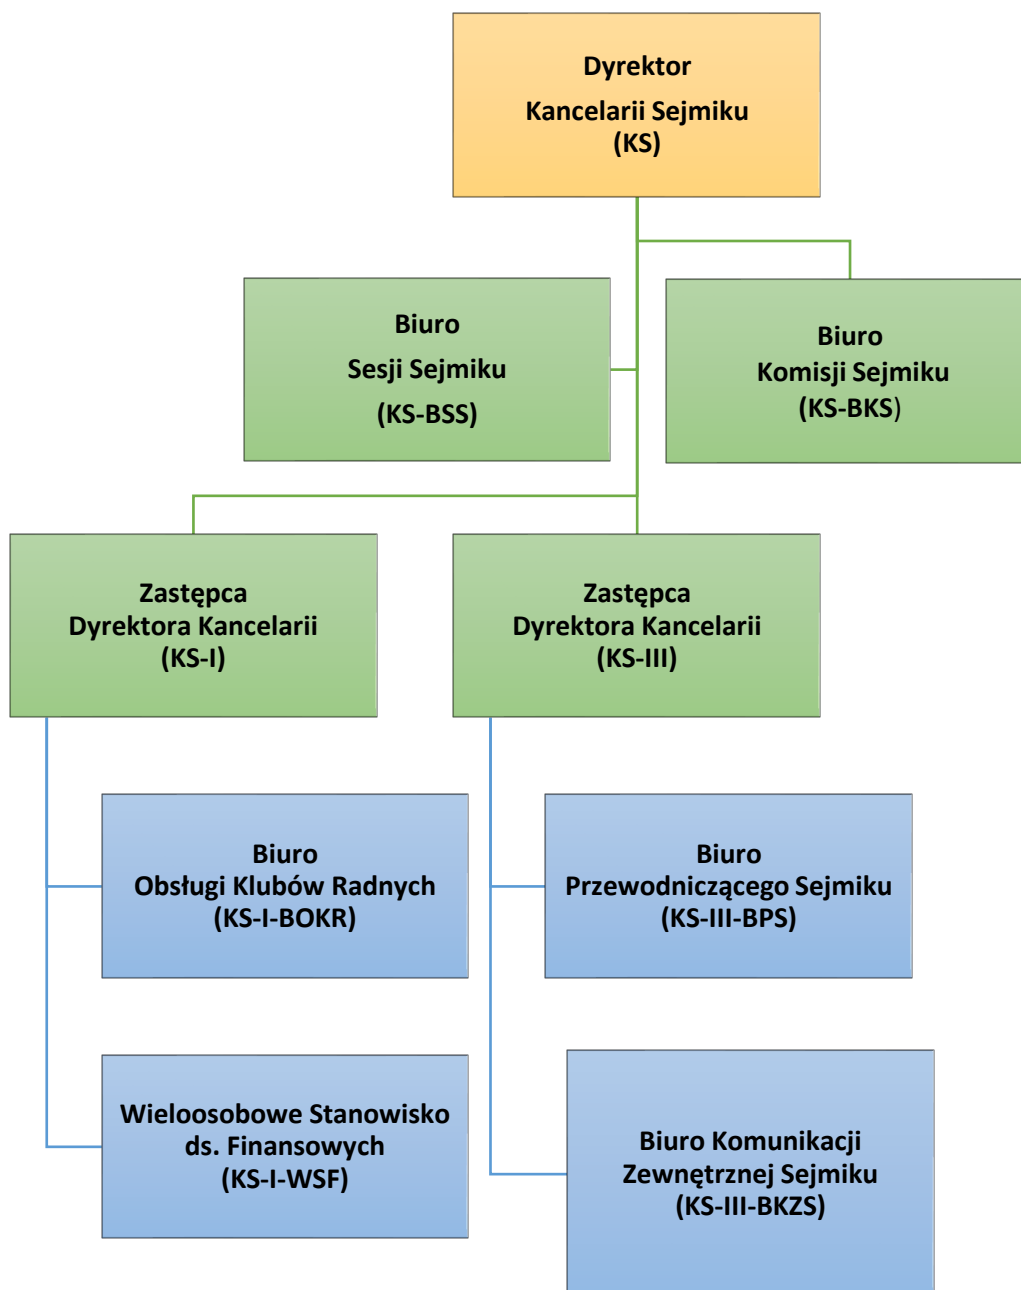 Dyrektor
Kancelarii Sejmiku
(KS)
Biuro
Sesji Sejmiku
(KS-BSS)
Biuro
Komisji Sejmiku
(KS-BKS)
Zastępca
Dyrektora Kancelarii
(KS-I)
Zastępca
Dyrektora Kancelarii
(KS-III)
Biuro
Obsługi Klubów Radnych
(KS-I-BOKR)
Biuro
Przewodniczącego Sejmiku
(KS-III-BPS)
Wieloosobowe Stanowisko
ds. Finansowych
(KS-I-WSF)
Biuro Komunikacji
Zewnętrznej Sejmiku
(KS-III-BKZS)